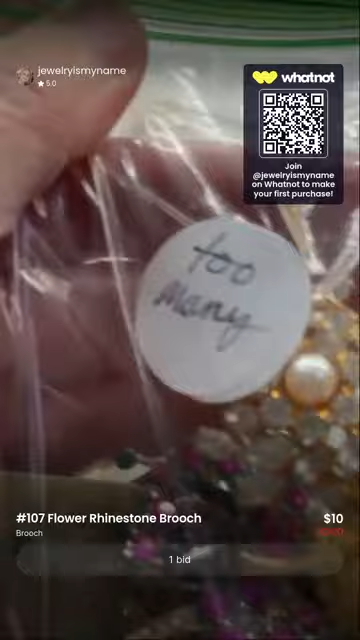 jewelryismyname
★ 5.0
whatnot
Join
@jewelryismyname
on Whatnot to make
your first purchase!
too
many
#107 Flower Rhinestone Brooch
$10
Brooch
1 bid